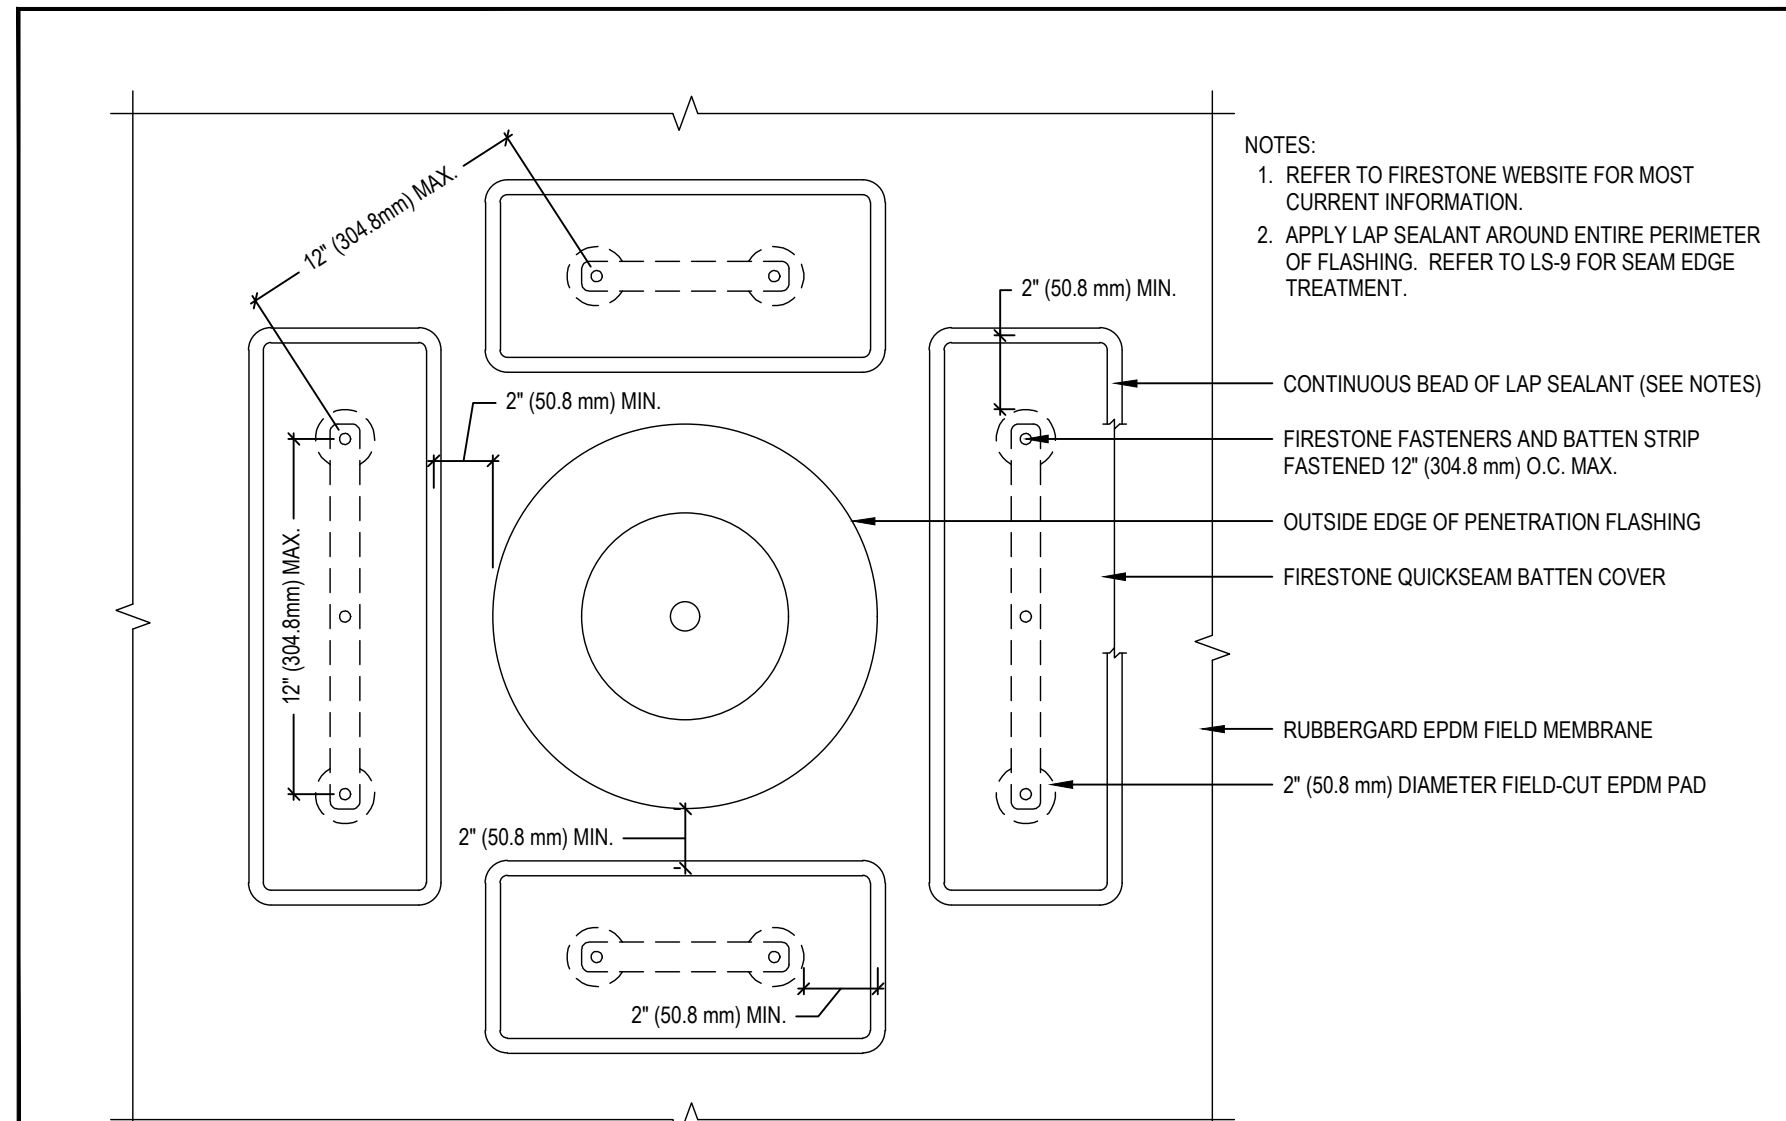 NOTES:
1. REFER TO FIRESTONE WEBSITE FOR MOST
CURRENT INFORMATION.
2. APPLY LAP SEALANT AROUND ENTIRE PERIMETER
OF FLASHING. REFER TO LS-9 FOR SEAM EDGE
TREATMENT.
12" (304.8mm) MAX.
2" (50.8 mm) MIN.
CONTINUOUS BEAD OF LAP SEALANT (SEE NOTES)
2" (50.8 mm) MIN.
FIRESTONE FASTENERS AND BATTEN STRIP
FASTENED 12" (304.8 mm) O.C. MAX.
OUTSIDE EDGE OF PENETRATION FLASHING
FIRESTONE QUICKSEAM BATTEN COVER
12" (304.8mm) MAX.
RUBBERGARD EPDM FIELD MEMBRANE
2" (50.8 mm) DIAMETER FIELD-CUT EPDM PAD
2" (50.8 mm) MIN.
2" (50.8 mm) MIN.